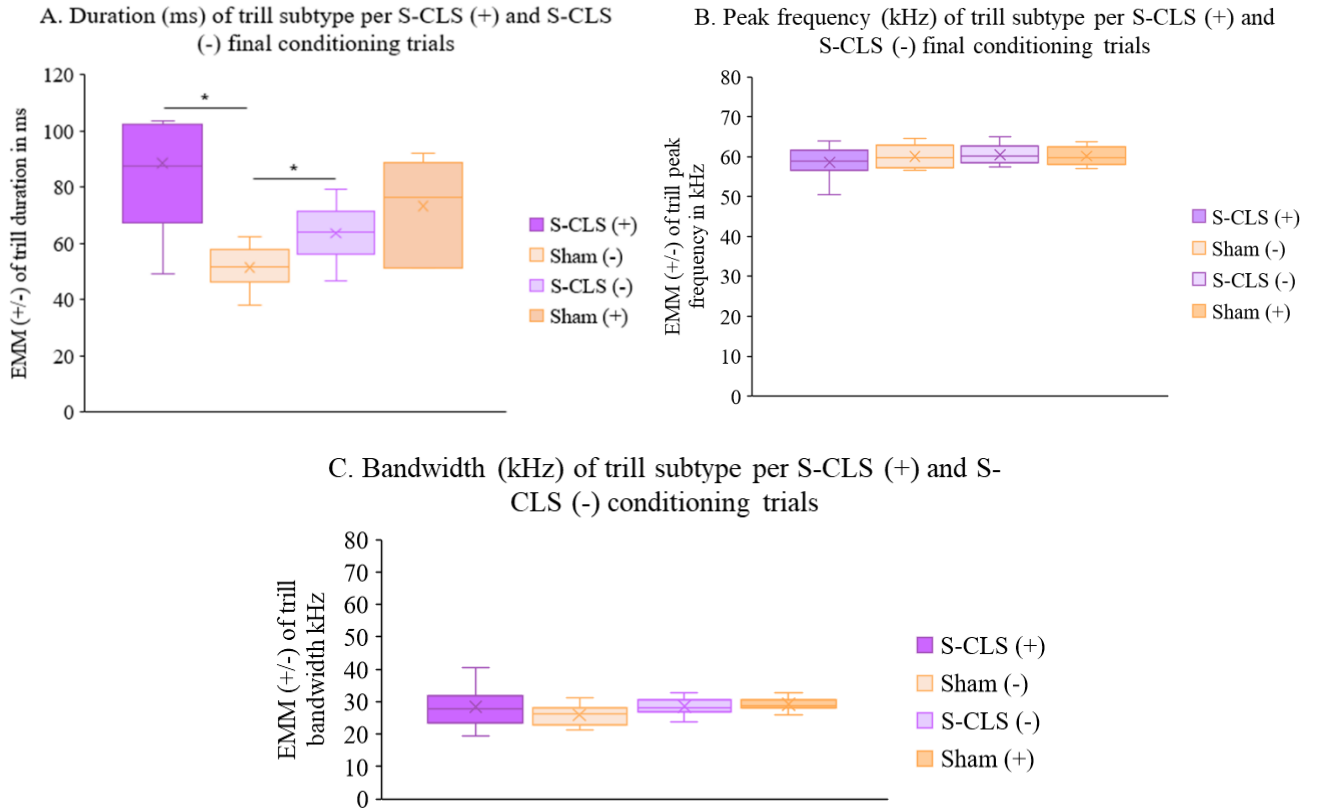 A. Duration (ms) of trill subtype per S-CLS (+) and S-CLS
(-) final conditioning trials
EMM (+/-) of trill duration in ms
120
100
80
60
40
20
0
*
*
S-CLS (+)
Sham (-)
S-CLS (-)
Sham (+)
B. Peak frequency (kHz) of trill subtype per S-CLS (+) and
S-CLS (-) final conditioning trials
EMM (+/-) of trill peak
frequency in kHz
80
70
60
50
40
30
20
10
0
S-CLS (+)
Sham (-)
S-CLS (-)
Sham (+)
C. Bandwidth (kHz) of trill subtype per S-CLS (+) and S-
CLS (-) conditioning trials
EMM (+/-) of trill
bandwidth kHz
80
70
60
50
40
30
20
10
0
S-CLS (+)
Sham (-)
S-CLS (-)
Sham (+)